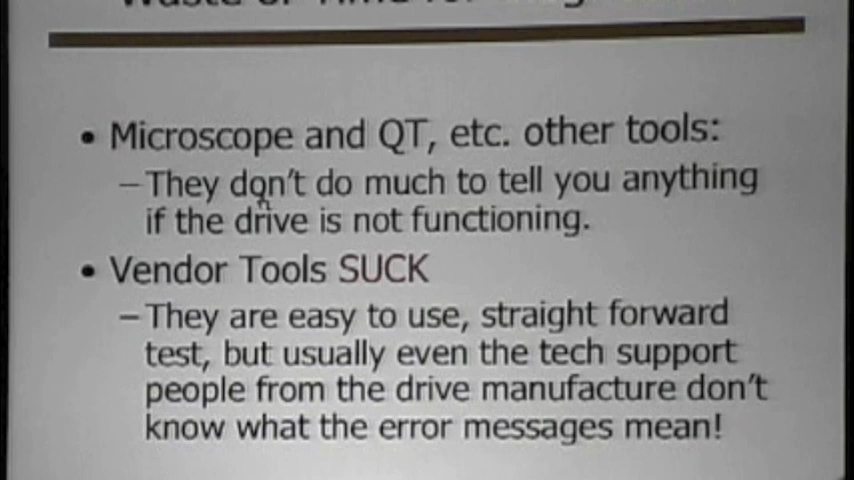 • Microscope and QT, etc. other tools:
– They don't do much to tell you anything
if the drive is not functioning.
• Vendor Tools SUCK
– They are easy to use, straight forward
test, but usually even the tech support
people from the drive manufacture don't
know what the error messages mean!